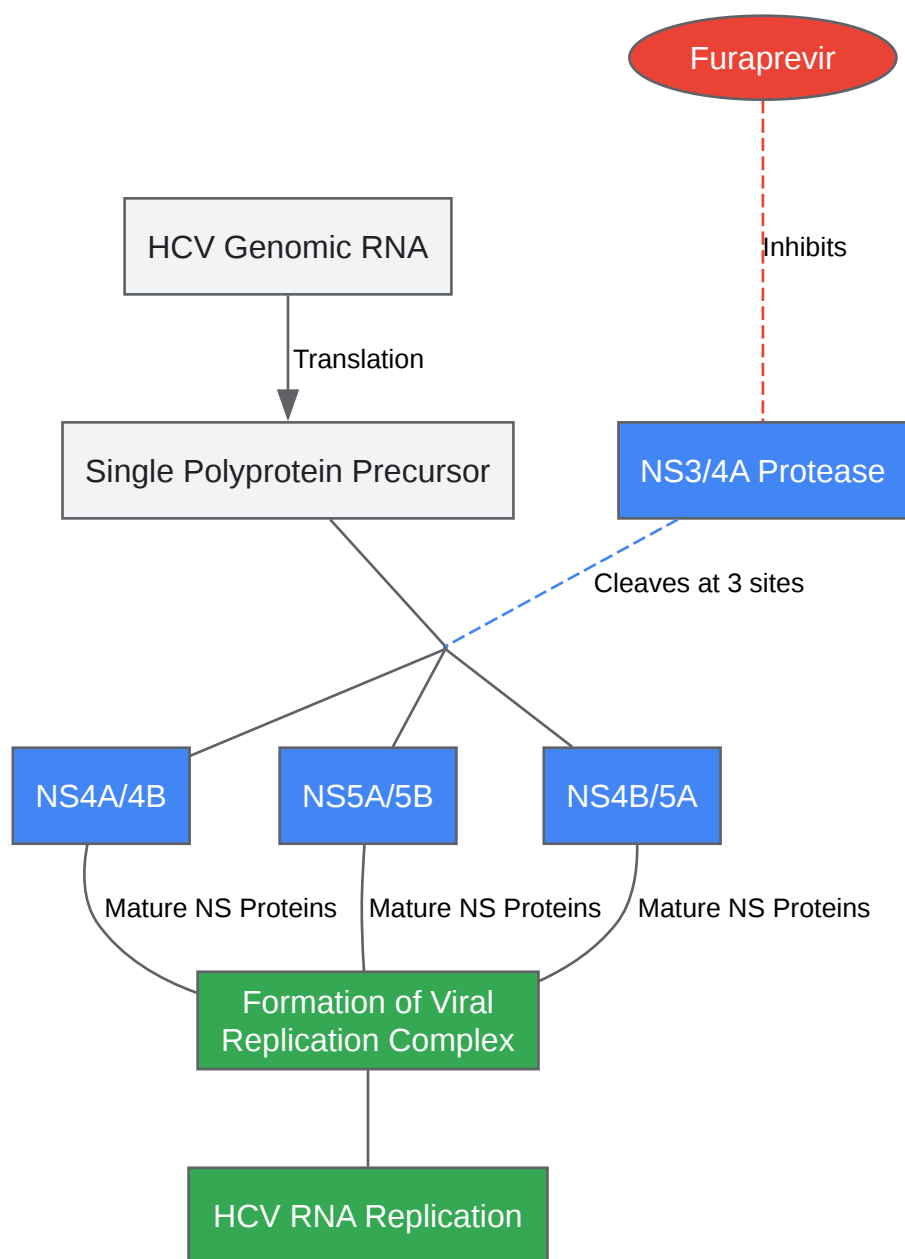 Furaprevir
HCV Genomic RNA
Inhibits
Translation
Single Polyprotein Precursor
NS3/4A Protease
Cleaves at 3 sites
NS4A/4B
NS5A/5B
NS4B/5A
Mature NS Proteins
Mature NS Proteins
Mature NS Proteins
Formation of Viral
Replication Complex
HCV RNA Replication